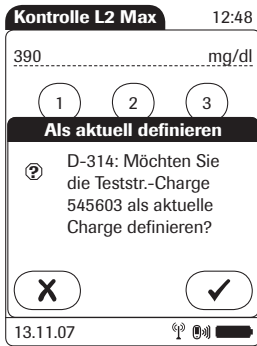 Kontrolle L2 Max 12:48
390 mg/dl
1 2 3
Als aktuell definieren
D-314: Möchten Sie
die Teststr.-Charge
545603 als aktuelle
Charge definieren?
13.11.07